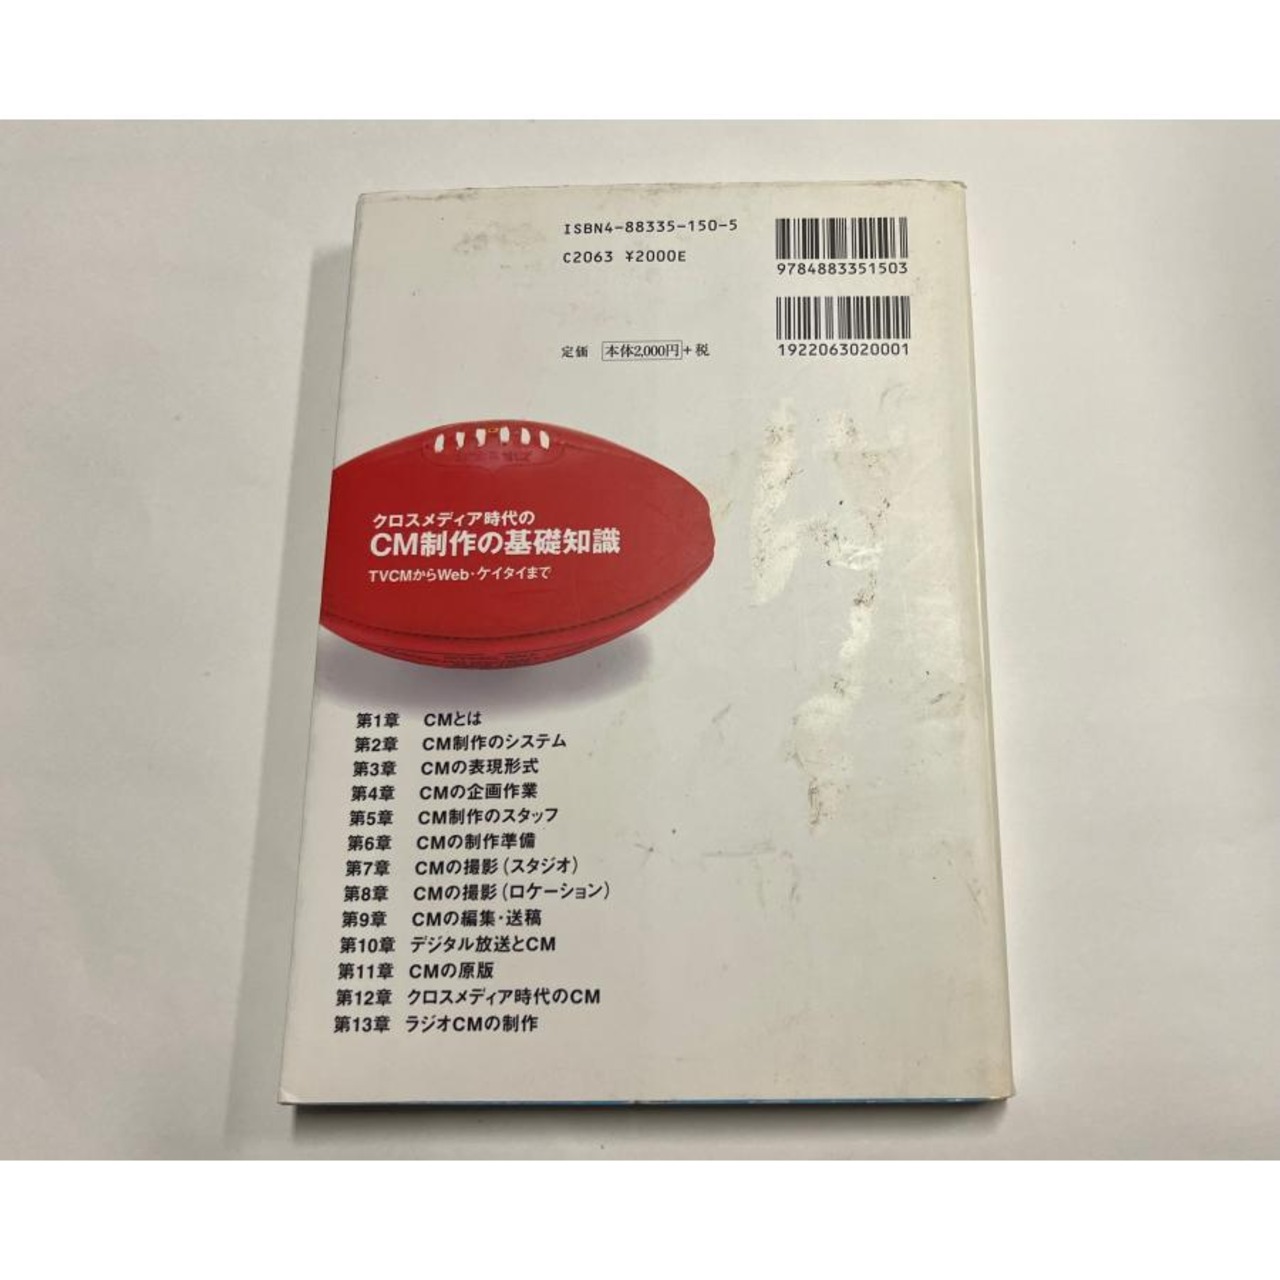 ISBN4-88335-150-5
C2063 ¥2000E
9784883351503
定価 本体2,000円+税
1922063020001
クロスメディア時代の
CM制作の基礎知識
TVCMからWeb・ケイタイまで
第1章 CMとは
第2章 CM制作のシステム
第3章 CMの表現形式
第4章 CMの企画作業
第5章 CM制作のスタッフ
第6章 CMの制作準備
第7章 CMの撮影(スタジオ)
第8章 CMの撮影(ロケーション)
第9章 CMの編集・送稿
第10章 デジタル放送とCM
第11章 CMの原版
第12章 クロスメディア時代のCM
第13章 ラジオCMの制作